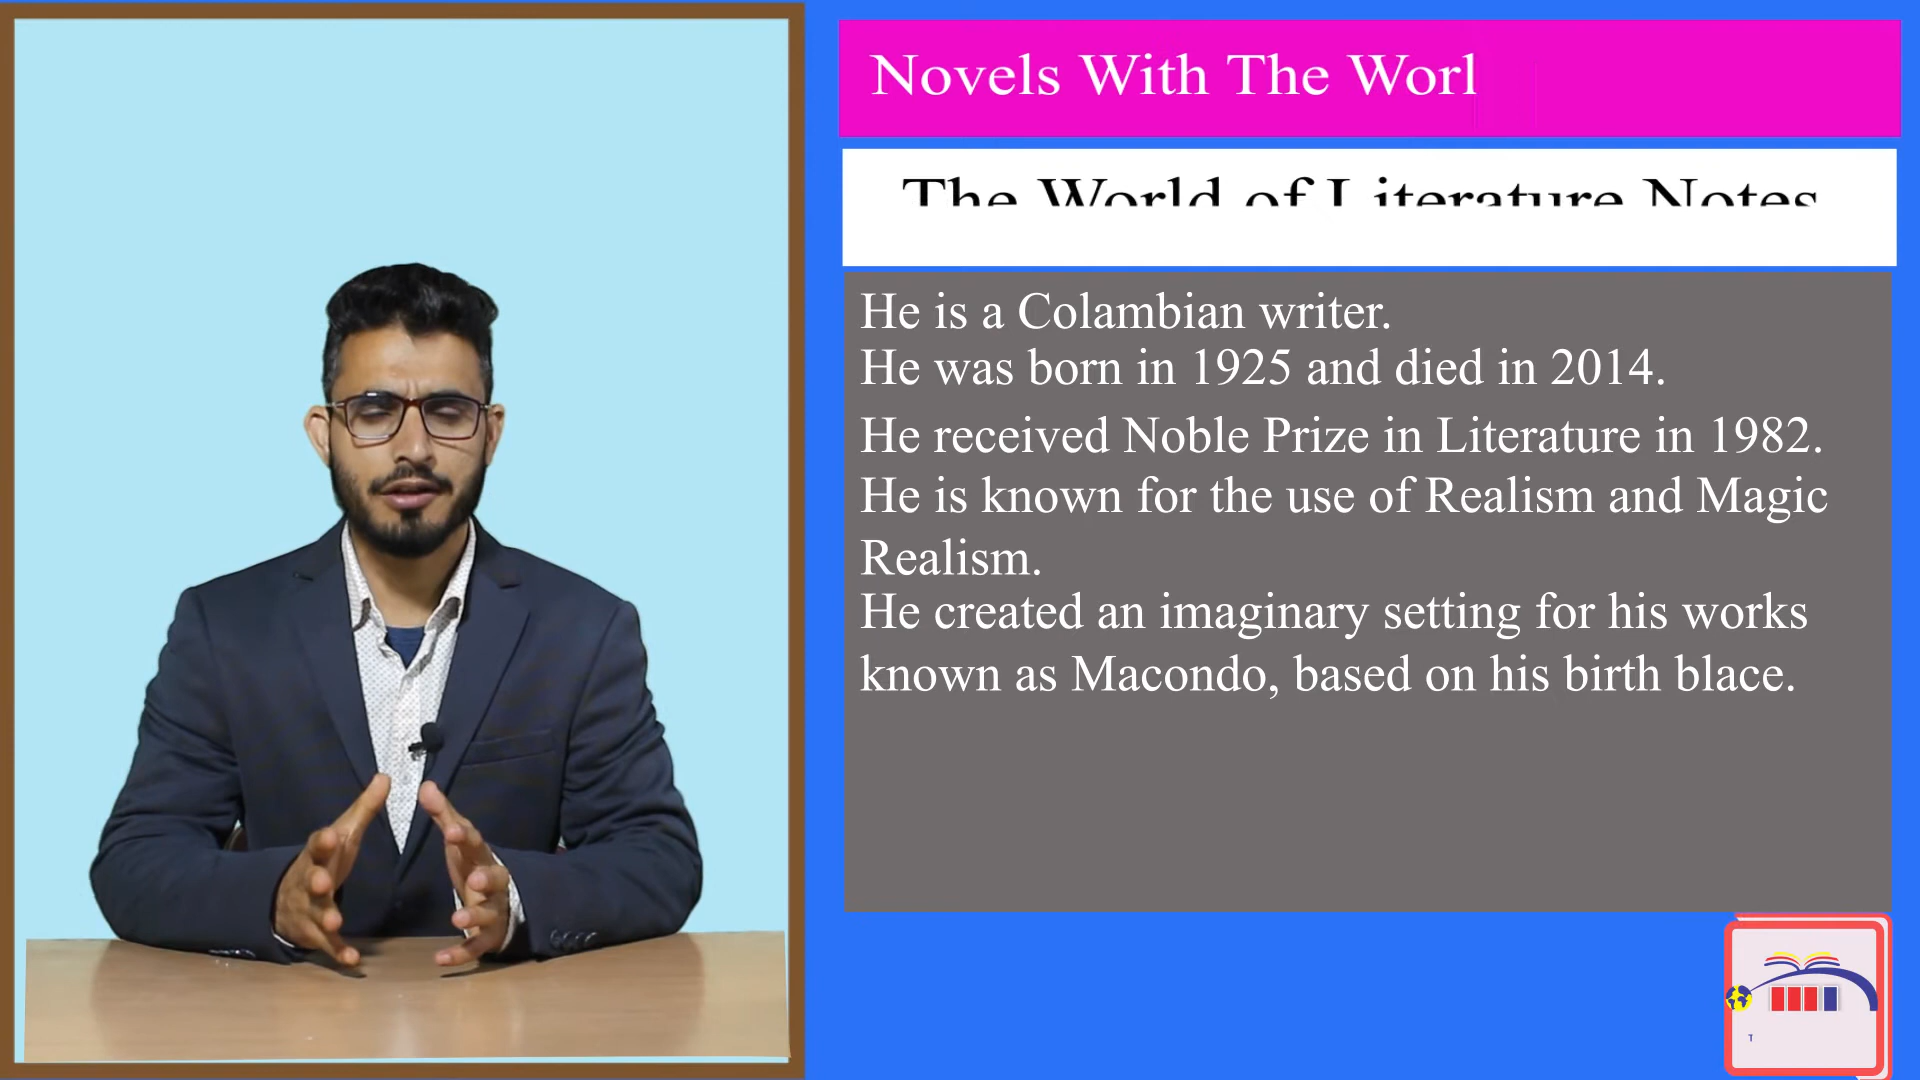 Novels With The Worl
The World of Literature Notes
He is a Colambian writer.
He was born in 1925 and died in 2014.
He received Noble Prize in Literature in 1982.
He is known for the use of Realism and Magic
Realism.
He created an imaginary setting for his works
known as Macondo, based on his birth blace.
T